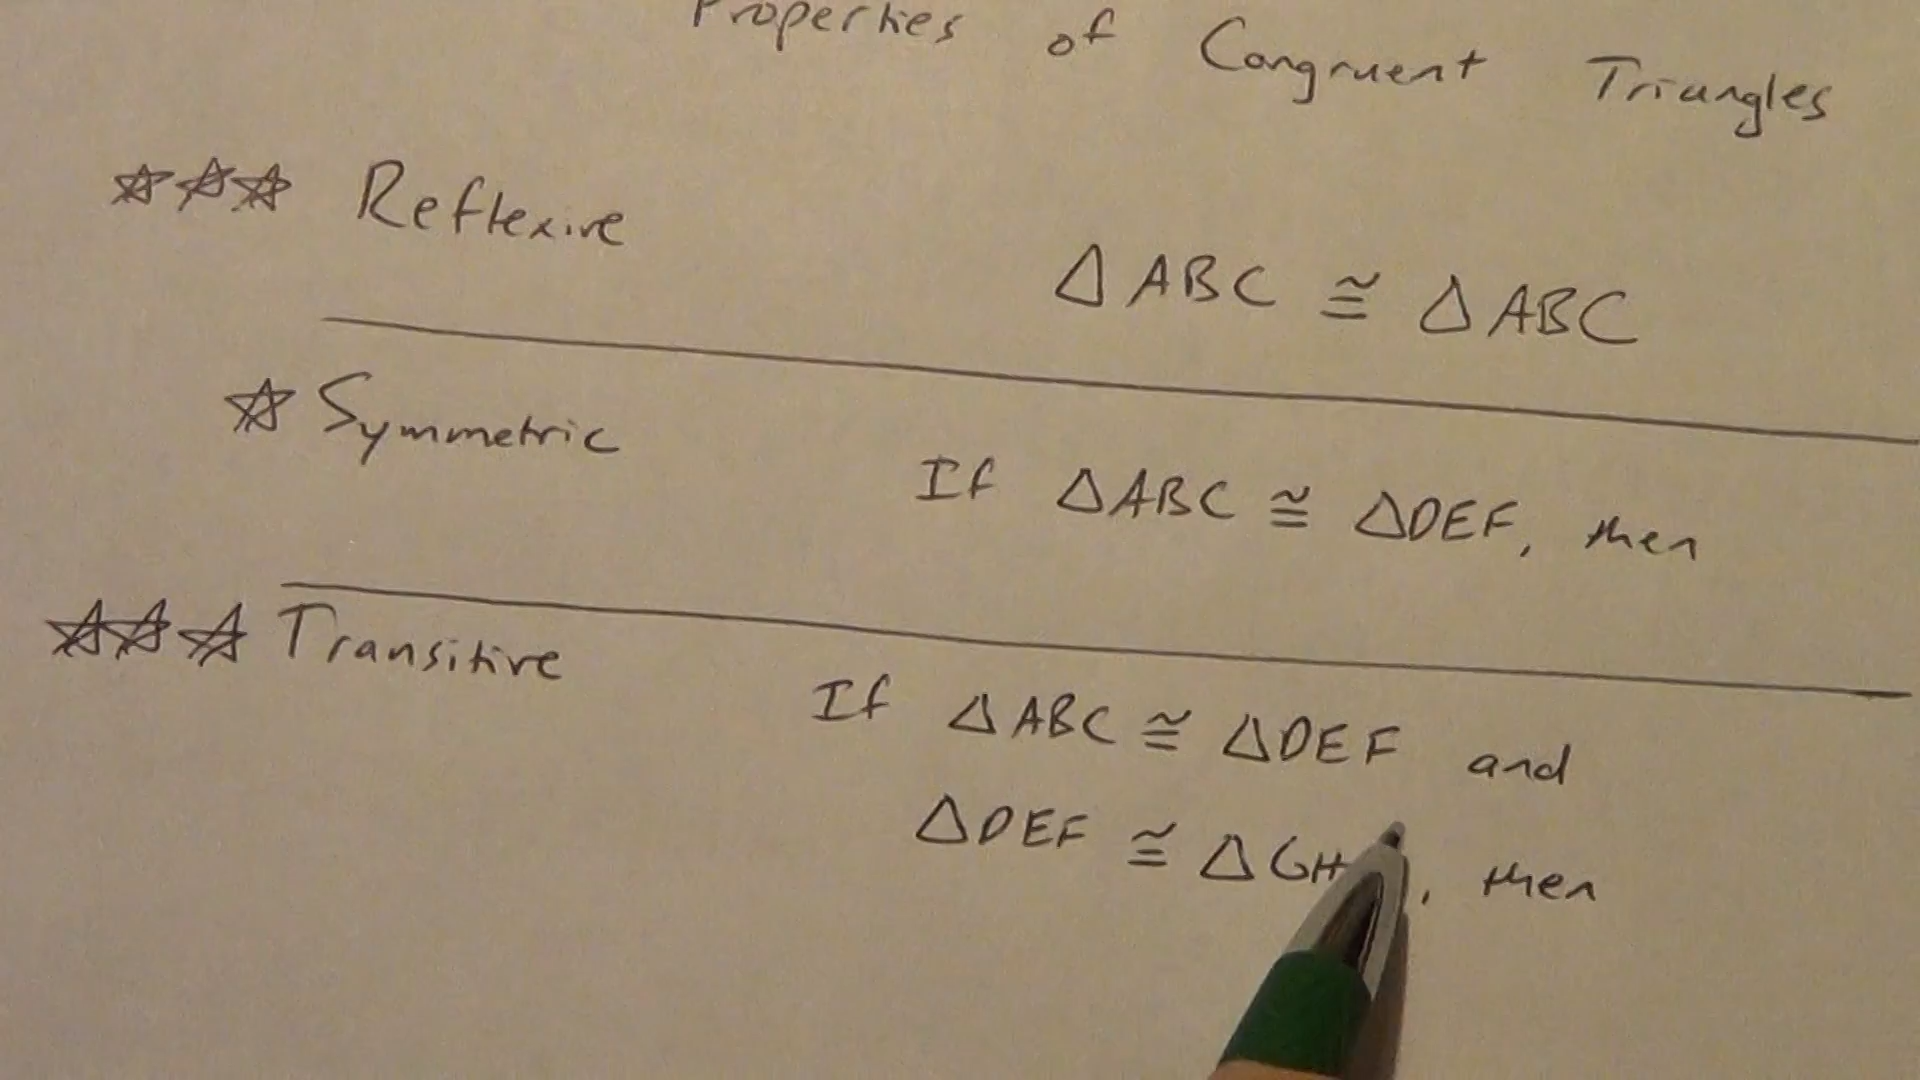 Properties of Congruent Triangles
☆☆☆ Reflexive
△ABC ≅ △ABC
☆ Symmetric
If △ABC ≅ △DEF, then
☆☆☆ Transitive
If △ABC ≅ △DEF and
△DEF ≅ △GH , then